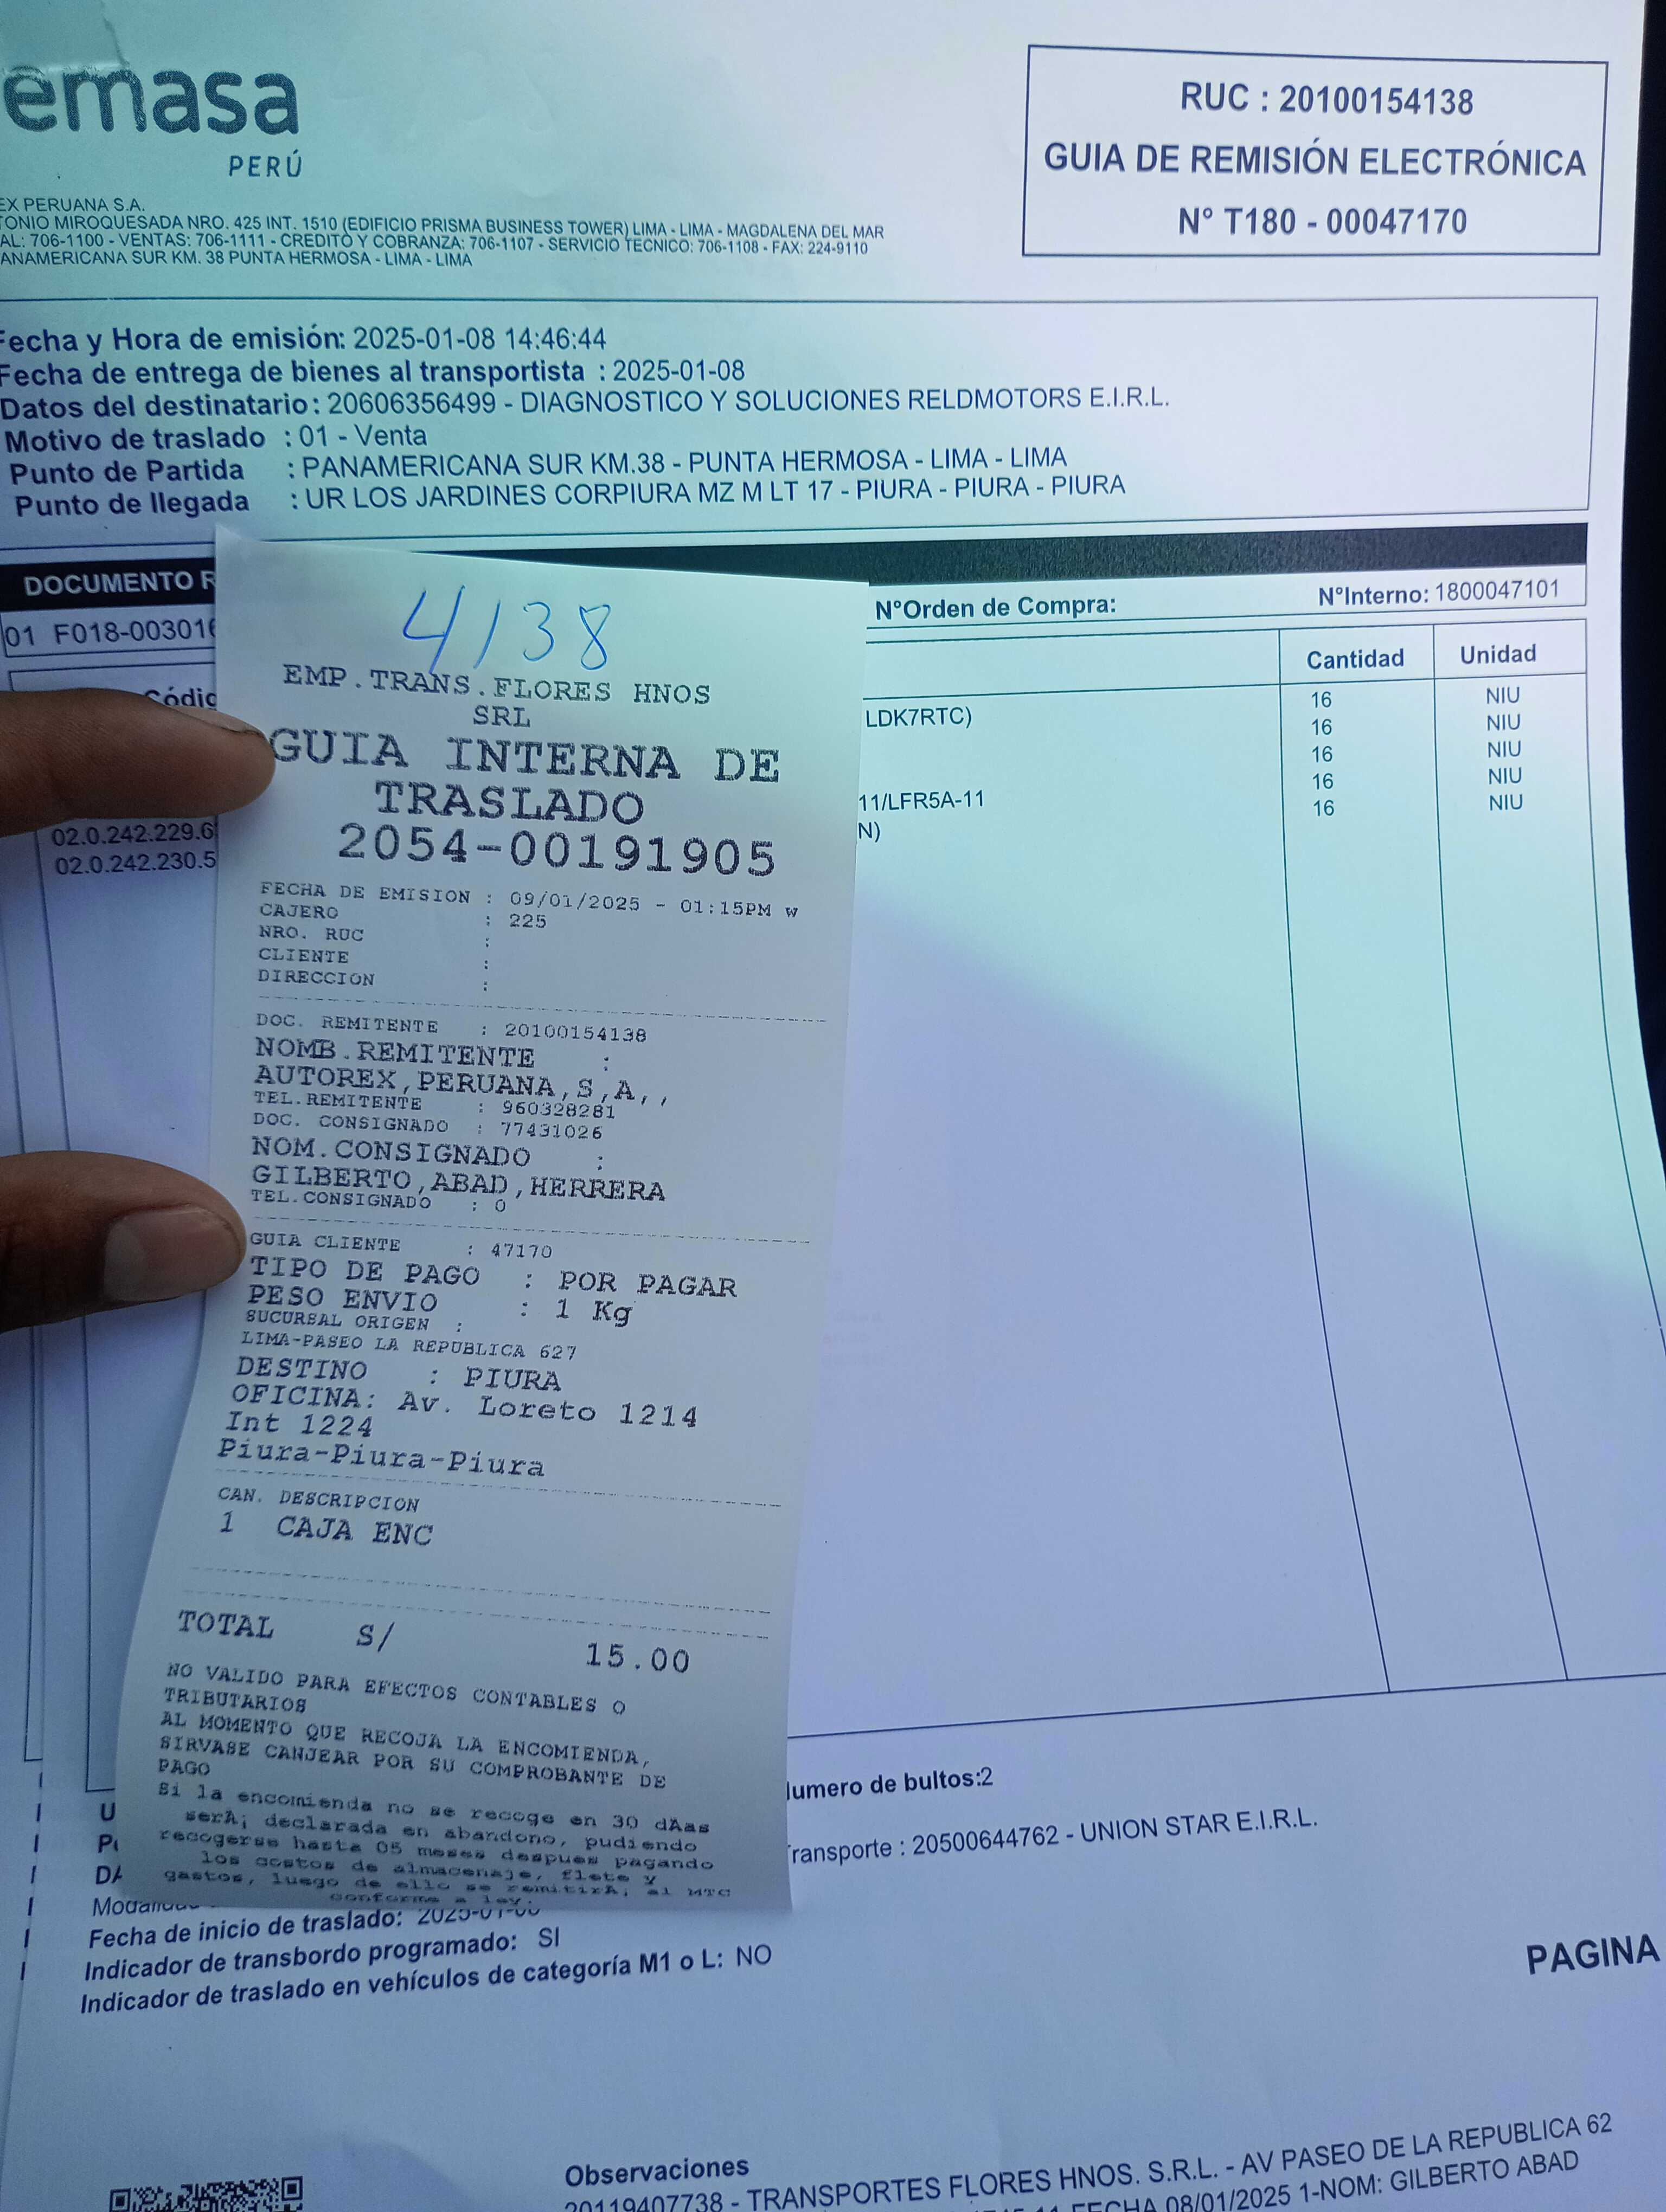 emasa
PERÚ
EX PERUANA S.A.
TONIO MIROQUESADA NRO. 425 INT. 1510 (EDIFICIO PRISMA BUSINESS TOWER) LIMA - LIMA - MAGDALENA DEL MAR
AL: 706-1100 - VENTAS: 706-1111 - CREDITO Y COBRANZA: 706-1107 - SERVICIO TECNICO: 706-1108 - FAX: 224-9110
ANAMERICANA SUR KM. 38 PUNTA HERMOSA - LIMA - LIMA
RUC : 20100154138
GUIA DE REMISIÓN ELECTRÓNICA
N° T180 - 00047170
Fecha y Hora de emisión: 2025-01-08 14:46:44
Fecha de entrega de bienes al transportista : 2025-01-08
Datos del destinatario: 20606356499 - DIAGNOSTICO Y SOLUCIONES RELDMOTORS E.I.R.L.
Motivo de traslado : 01 - Venta
Punto de Partida : PANAMERICANA SUR KM.38 - PUNTA HERMOSA - LIMA - LIMA
Punto de llegada : UR LOS JARDINES CORPIURA MZ M LT 17 - PIURA - PIURA - PIURA
DOCUMENTO R
N°Orden de Compra: N°Interno: 1800047101
01 F018-003016
Códig Cantidad Unidad
16 NIU
LDK7RTC) 16 NIU
16 NIU
16 NIU
11/LFR5A-11 16 NIU
N)
02.0.242.229.6
02.0.242.230.5
4138
EMP.TRANS.FLORES HNOS
SRL
GUIA INTERNA DE
TRASLADO
2054-00191905
FECHA DE EMISION : 09/01/2025 - 01:15PM w
CAJERO : 225
NRO. RUC :
CLIENTE :
DIRECCION :
DOC. REMITENTE : 20100154138
NOMB.REMITENTE :
AUTOREX,PERUANA,S,A,,
TEL.REMITENTE : 960328281
DOC. CONSIGNADO : 77431026
NOM.CONSIGNADO :
GILBERTO,ABAD,HERRERA
TEL.CONSIGNADO : 0
GUIA CLIENTE : 47170
TIPO DE PAGO : POR PAGAR
PESO ENVIO : 1 Kg
SUCURSAL ORIGEN :
LIMA-PASEO LA REPUBLICA 627
DESTINO : PIURA
OFICINA: Av. Loreto 1214
Int 1224
Piura-Piura-Piura
CAN. DESCRIPCION
1 CAJA ENC
TOTAL S/ 15.00
NO VALIDO PARA EFECTOS CONTABLES O
TRIBUTARIOS
AL MOMENTO QUE RECOJA LA ENCOMIENDA,
SIRVASE CANJEAR POR SU COMPROBANTE DE
PAGO
Si la encomienda no se recoge en 30 dÃas
serÃ¡ declarada en abandono, pudiendo
recogerse hasta 05 meses despues pagando
los costos de almacenaje, flete y
gastos, luego de ello se remitirÃ¡ al MTC
conforme a ley.
Numero de bultos:2
Transporte : 20500644762 - UNION STAR E.I.R.L.
Fecha de inicio de traslado:
Indicador de transbordo programado: SI
Indicador de traslado en vehículos de categoría M1 o L: NO
PAGINA
Observaciones
20119407738 - TRANSPORTES FLORES HNOS. S.R.L. - AV PASEO DE LA REPUBLICA 62
FECHA 08/01/2025 1-NOM: GILBERTO ABAD